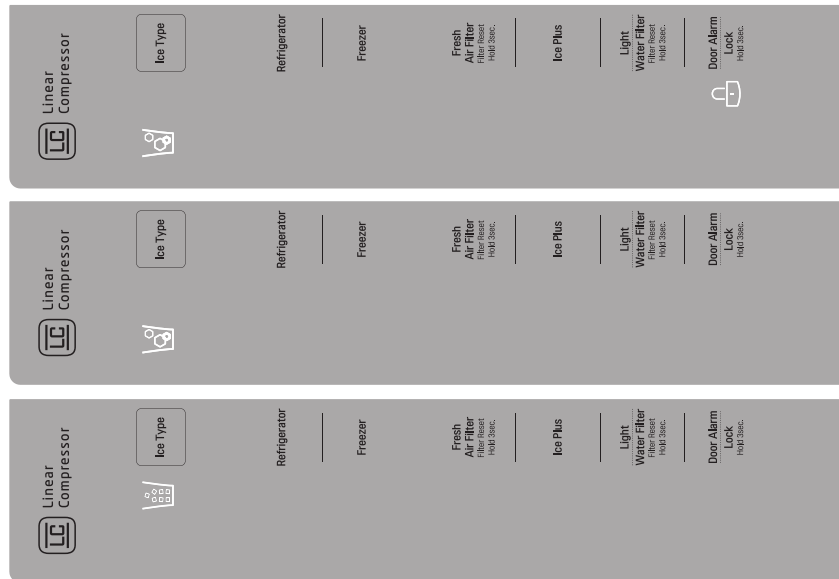 LC
Linear
Compressor
Ice Type
Refrigerator
Freezer
Fresh
Air Filter
Filter Reset
Hold 3sec.
Ice Plus
Light
Water Filter
Filter Reset
Hold 3sec.
Door Alarm
Lock
Hold 3sec.
LC
Linear
Compressor
Ice Type
Refrigerator
Freezer
Fresh
Air Filter
Filter Reset
Hold 3sec.
Ice Plus
Light
Water Filter
Filter Reset
Hold 3sec.
Door Alarm
Lock
Hold 3sec.
LC
Linear
Compressor
Ice Type
Refrigerator
Freezer
Fresh
Air Filter
Filter Reset
Hold 3sec.
Ice Plus
Light
Water Filter
Filter Reset
Hold 3sec.
Door Alarm
Lock
Hold 3sec.